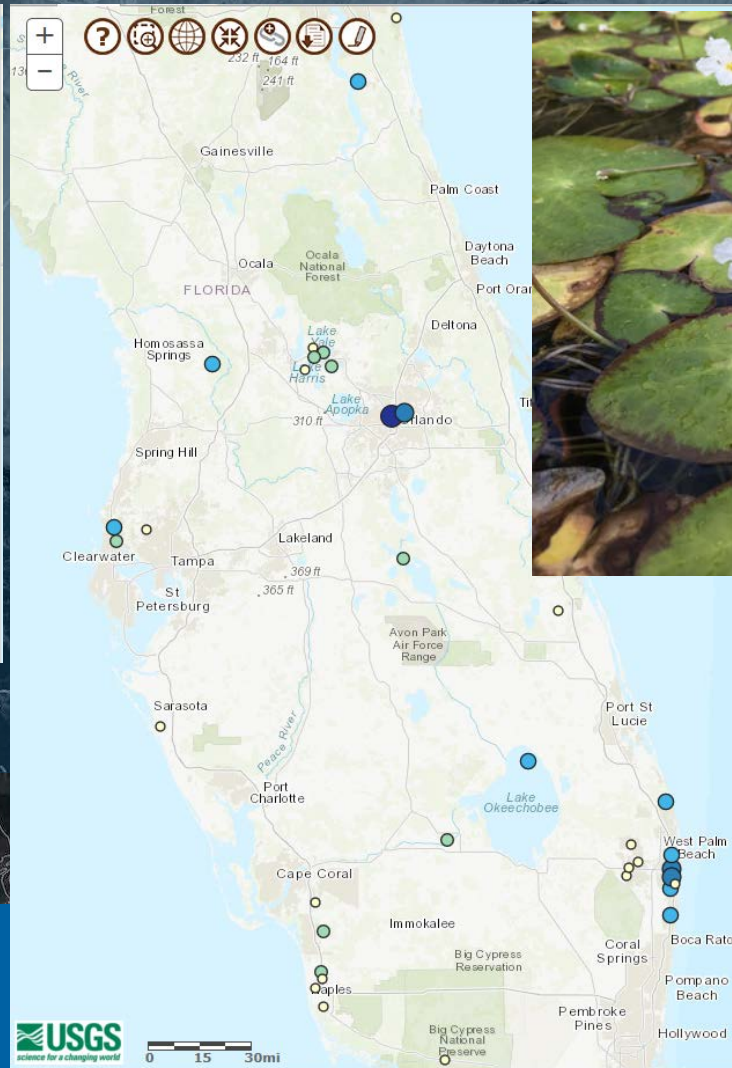 Forest
+
−
?
232 ft
164 ft
241 ft
Gainesville
Palm Coast
Ocala
National
Forest
Daytona
Beach
Ocala
FLORIDA
Port Oran
Deltona
Homosassa
Springs
Lake
Yale
Lake
Harris
Lake
Apopka
310 ft
Orlando
Tit
Spring Hill
Lakeland
Clearwater
Tampa
369 ft
365 ft
St
Petersburg
Avon Park
Air Force
Range
Sarasota
Peace River
Port St
Lucie
Port
Charlotte
Lake
Okeechobee
West Palm
Beach
Cape Coral
Immokalee
Boca Rato
Coral
Springs
Big Cypress
Reservation
Naples
Pompano
Beach
Pembroke
Pines
Hollywood
Big Cypress
National
Preserve
USGS
science for a changing world
0 15 30mi